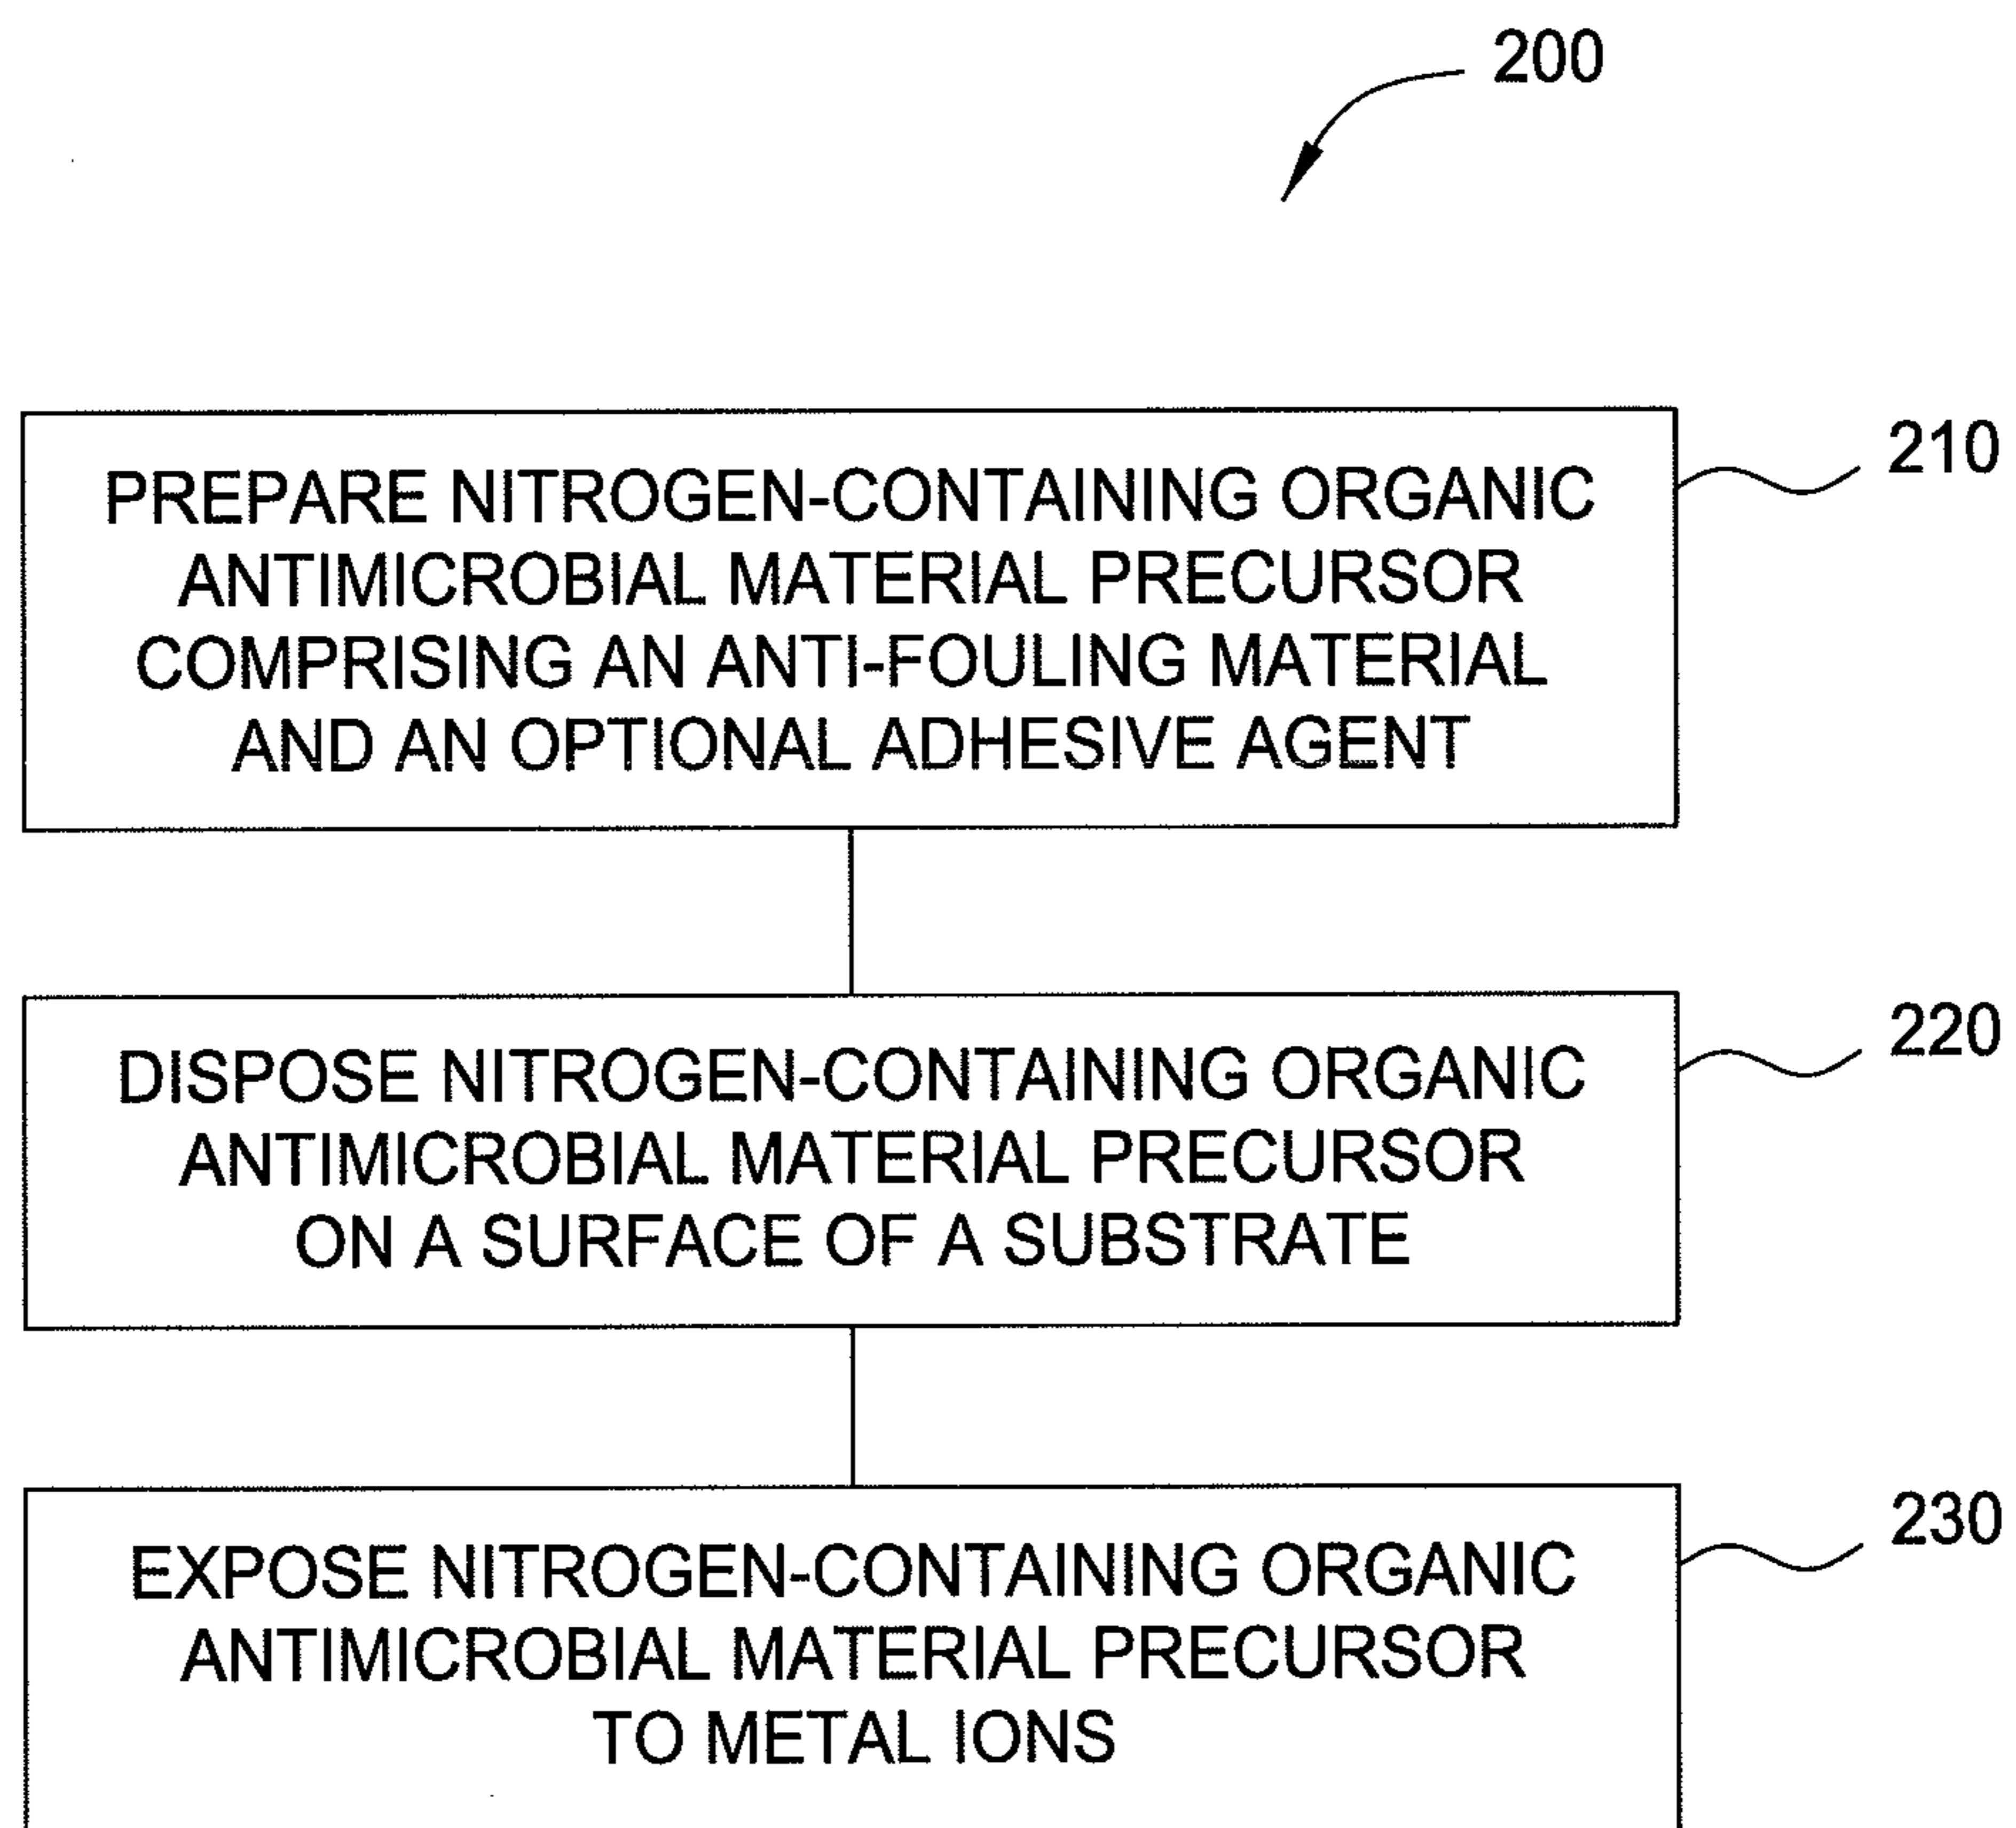 200
210
PREPARE NITROGEN-CONTAINING ORGANIC
ANTIMICROBIAL MATERIAL PRECURSOR
COMPRISING AN ANTI-FOULING MATERIAL
AND AN OPTIONAL ADHESIVE AGENT
220
DISPOSE NITROGEN-CONTAINING ORGANIC
ANTIMICROBIAL MATERIAL PRECURSOR
ON A SURFACE OF A SUBSTRATE
230
EXPOSE NITROGEN-CONTAINING ORGANIC
ANTIMICROBIAL MATERIAL PRECURSOR
TO METAL IONS